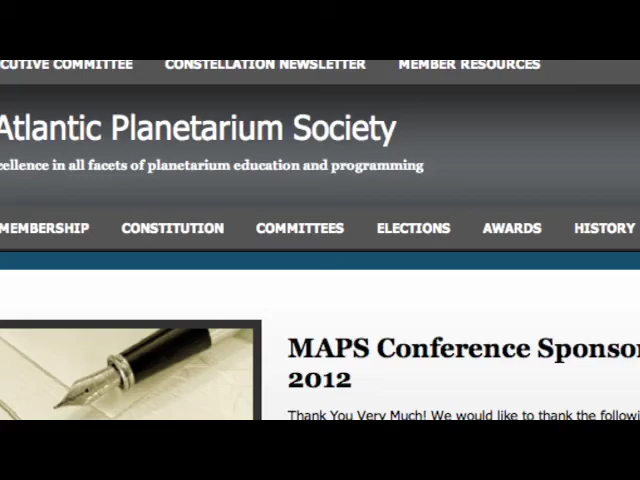 CUTIVE COMMITTEE CONSTELLATION NEWSLETTER MEMBER RESOURCES
Atlantic Planetarium Society
cellence in all facets of planetarium education and programming
MEMBERSHIP CONSTITUTION COMMITTEES ELECTIONS AWARDS HISTORY
MAPS Conference Sponsor
2012
Thank You Very Much! We would like to thank the followi